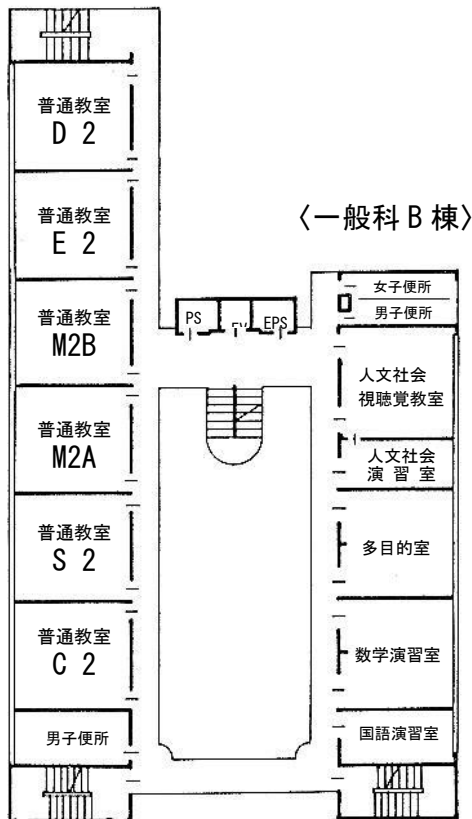 普通教室
D 2
普通教室
E 2
〈一般科B棟〉
普通教室
M2B
PS
EV
EPS
女子便所
男子便所
普通教室
M2A
人文社会
視聴覚教室
人文社会
演習室
普通教室
S 2
多目的室
普通教室
C 2
数学演習室
男子便所
国語演習室